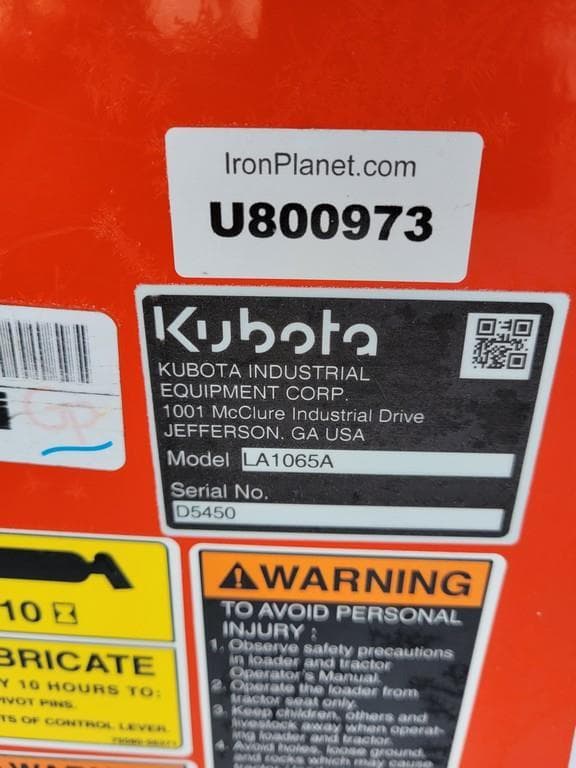 IronPlanet.com
U800973
Kubota
KUBOTA INDUSTRIAL
EQUIPMENT CORP.
1001 McClure Industrial Drive
JEFFERSON, GA USA
Model LA1065A
Serial No.
D5450
GP
10
BRICATE
Y 10 HOURS TO:
PIVOT PINS.
TS OF CONTROL LEVER.
WARNING
TO AVOID PERSONAL
INJURY :
1. Observe safety precautions
in loader and tractor
Operator's Manual.
2. Operate the loader from
tractor seat only.
3. Keep children, others and
livestock away when operat-
ing loader and tractor.
4. Avoid holes, loose ground,
and rocks which may cause